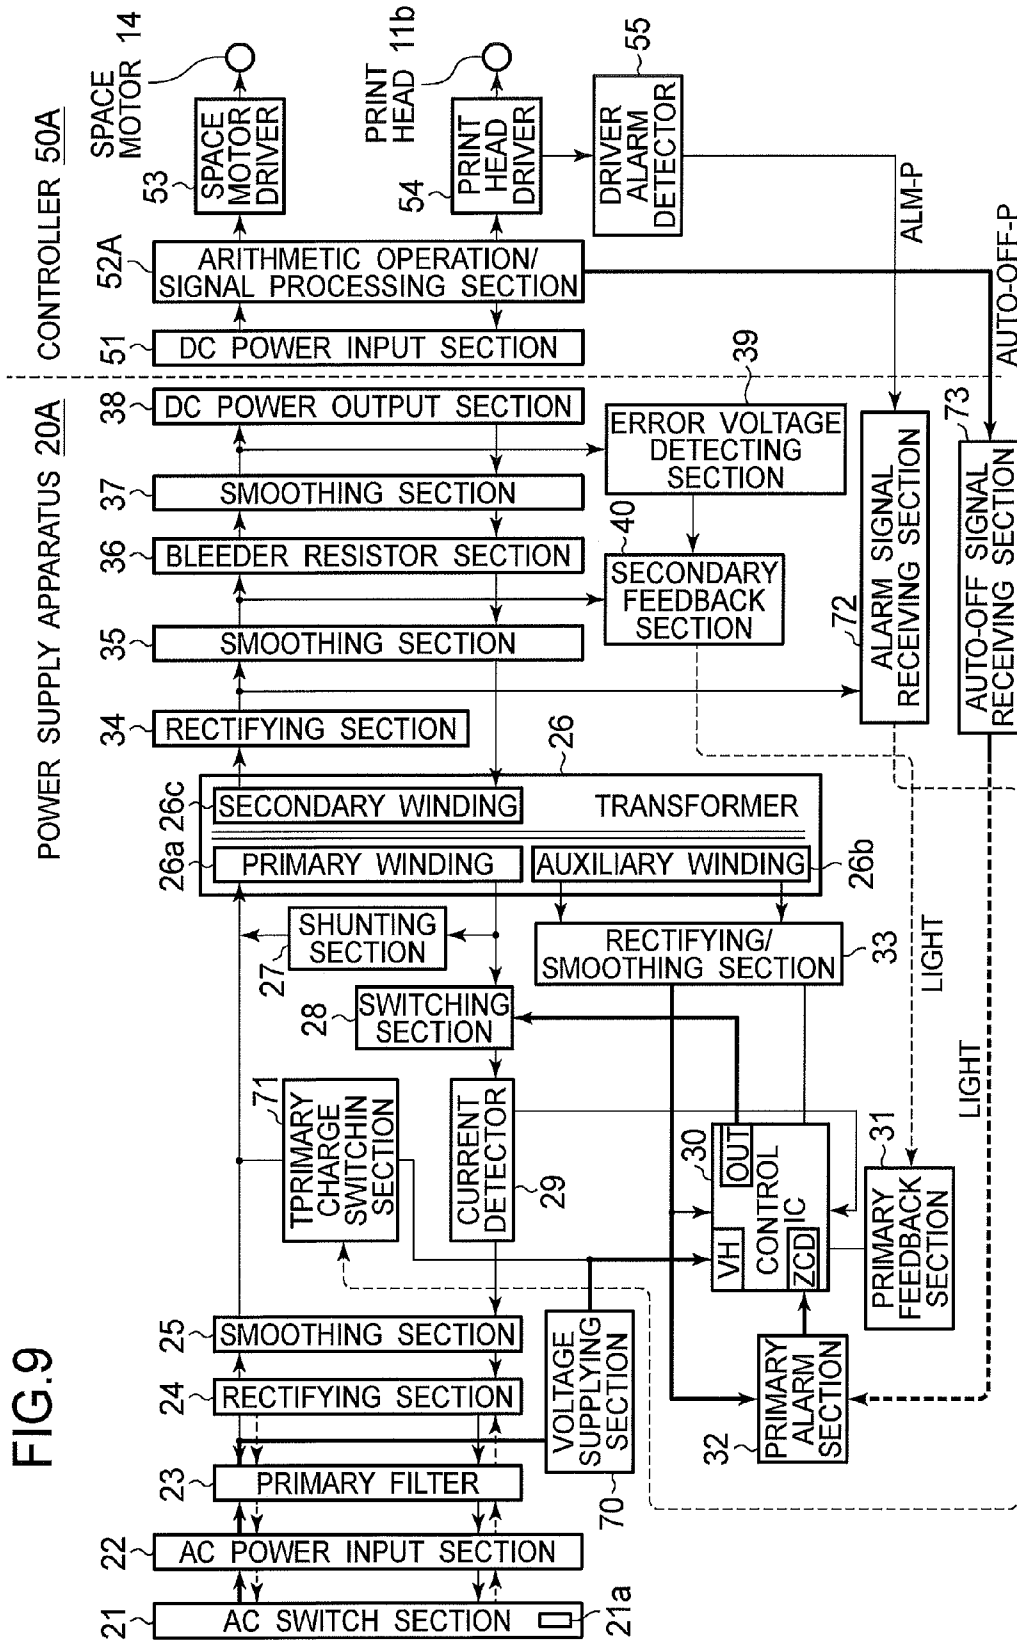 FIG.9
POWER SUPPLY APPARATUS 20A
CONTROLLER 50A
21
AC SWITCH SECTION
21a
22
AC POWER INPUT SECTION
23
PRIMARY FILTER
24
RECTIFYING SECTION
25
SMOOTHING SECTION
70
VOLTAGE
SUPPLYING
SECTION
71
TPRIMARY
CHARGE
SWITCHIN
SECTION
CURRENT
DETECTOR
29
28
SWITCHING
SECTION
27
SHUNTING
SECTION
26a
PRIMARY WINDING
26c
SECONDARY WINDING
26
TRANSFORMER
AUXILIARY WINDING
26b
RECTIFYING/
SMOOTHING SECTION
33
30
VH
OUT
CONTROL
IC
ZCD
32
PRIMARY
ALARM
SECTION
31
PRIMARY
FEEDBACK
SECTION
LIGHT
LIGHT
34
RECTIFYING SECTION
35
SMOOTHING SECTION
36
BLEEDER RESISTOR SECTION
37
SMOOTHING SECTION
38
DC POWER OUTPUT SECTION
39
ERROR VOLTAGE
DETECTING
SECTION
40
SECONDARY
FEEDBACK
SECTION
72
ALARM SIGNAL
RECEIVING SECTION
73
AUTO-OFF SIGNAL
RECEIVING SECTION
51
DC POWER INPUT SECTION
52A
ARITHMETIC OPERATION/
SIGNAL PROCESSING SECTION
53
SPACE
MOTOR
DRIVER
SPACE
MOTOR 14
54
PRINT
HEAD
DRIVER
PRINT
HEAD 11b
55
DRIVER
ALARM
DETECTOR
ALM-P
AUTO-OFF-P